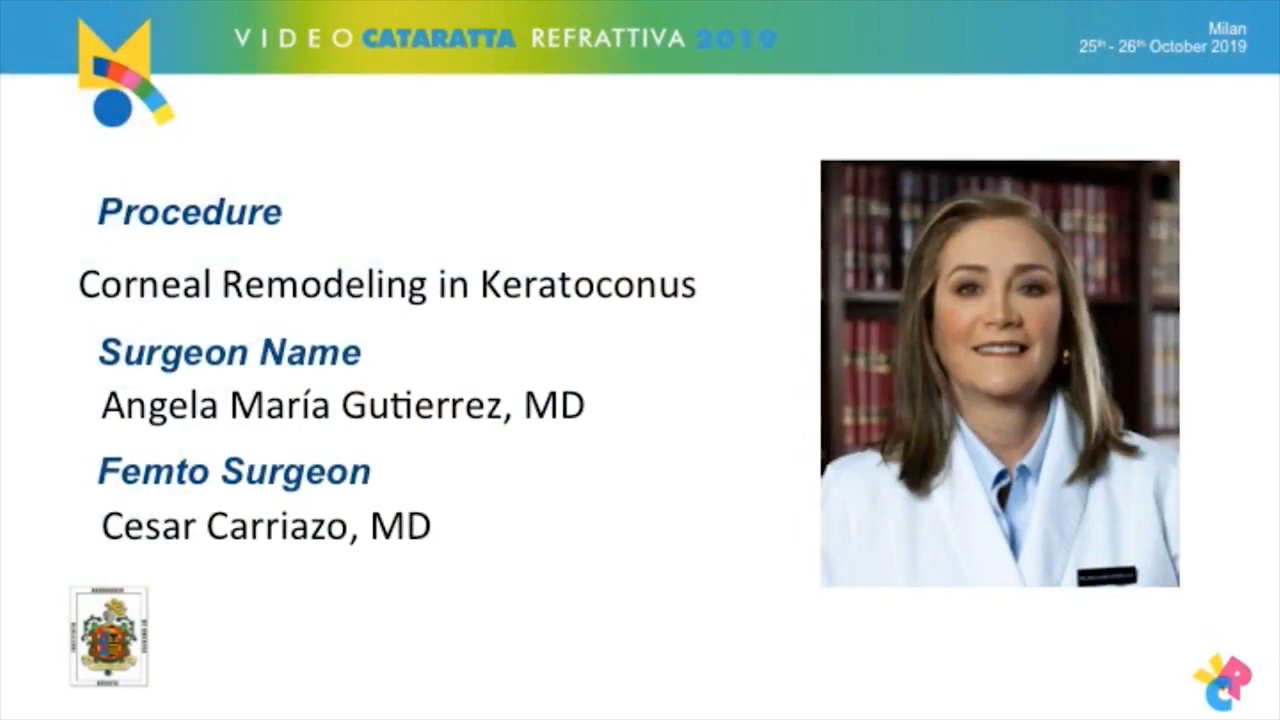 VIDEO CATARATTA REFRATTIVA 2019
Milan
25th - 26th October 2019
Procedure
Corneal Remodeling in Keratoconus
Surgeon Name
Angela María Gutierrez, MD
Femto Surgeon
Cesar Carriazo, MD